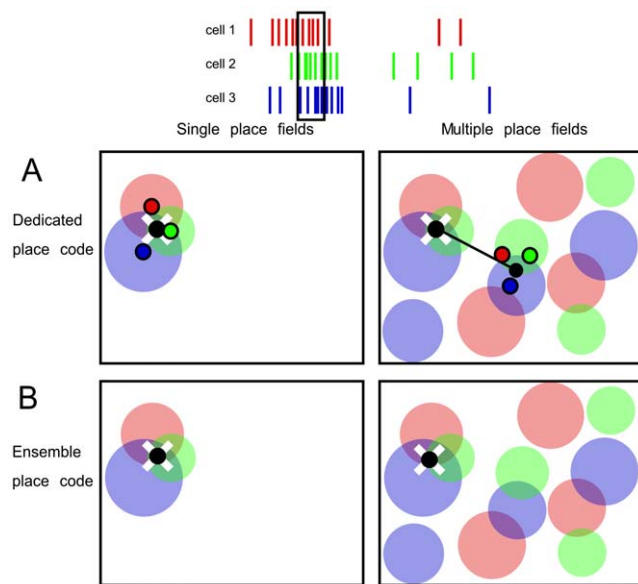 cell 1
cell 2
cell 3
Single place fields
Multiple place fields
A
Dedicated
place code
B
Ensemble
place code